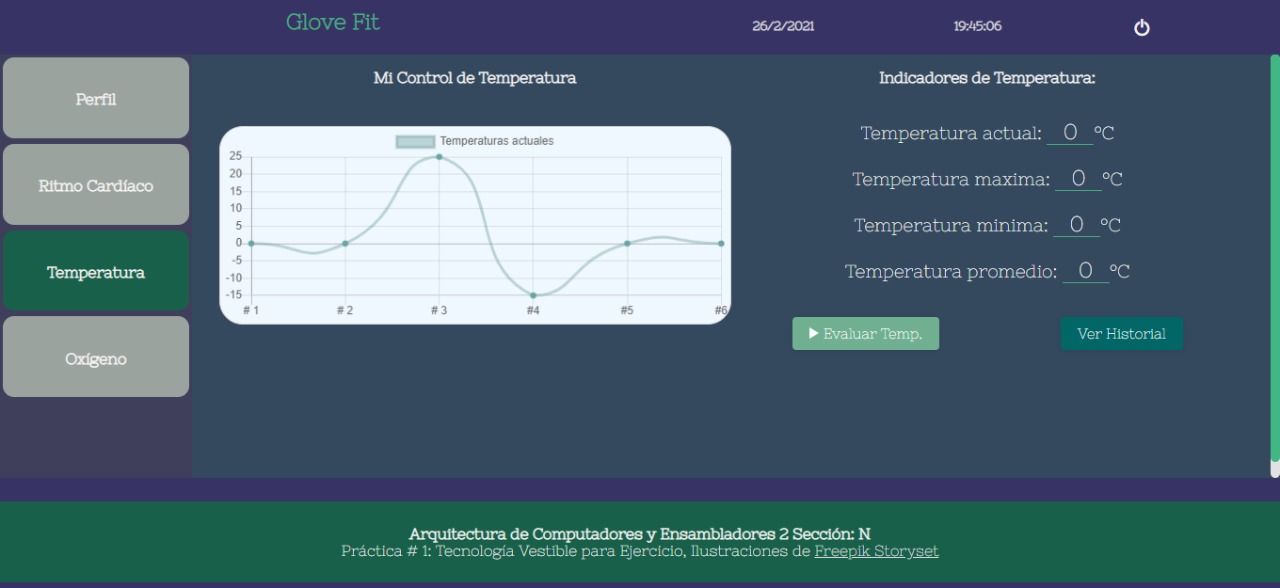 Glove Fit
26/2/2021
19:45:06
Perfil
Ritmo Cardíaco
Temperatura
Oxígeno
Mi Control de Temperatura
Temperaturas actuales
25
20
15
10
5
0
-5
-10
-15
# 1
# 2
# 3
#4
#5
#6
Indicadores de Temperatura:
Temperatura actual: 0 °C
Temperatura maxima: 0 °C
Temperatura minima: 0 °C
Temperatura promedio: 0 °C
Evaluar Temp.
Ver Historial
Arquitectura de Computadores y Ensambladores 2 Sección: N
Práctica # 1: Tecnología Vestible para Ejercicio, Ilustraciones de Freepik Storyset